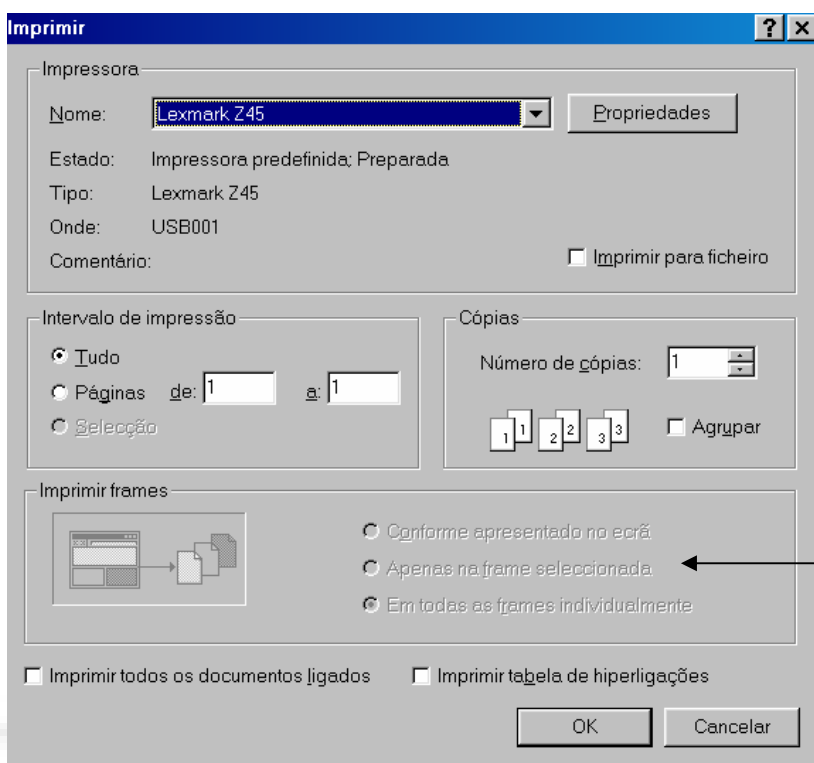 Imprimir
Impressora
Nome: Lexmark Z45 Propriedades
Estado: Impressora predefinida; Preparada
Tipo: Lexmark Z45
Onde: USB001
Comentário: Imprimir para ficheiro
Intervalo de impressão
Tudo
Páginas de: 1 a: 1
Selecção
Cópias
Número de cópias: 1
1 1 2 2 3 3 Agrupar
Imprimir frames
Conforme apresentado no ecrã
Apenas na frame seleccionada
Em todas as frames individualmente
Imprimir todos os documentos ligados Imprimir tabela de hiperligações
OK Cancelar